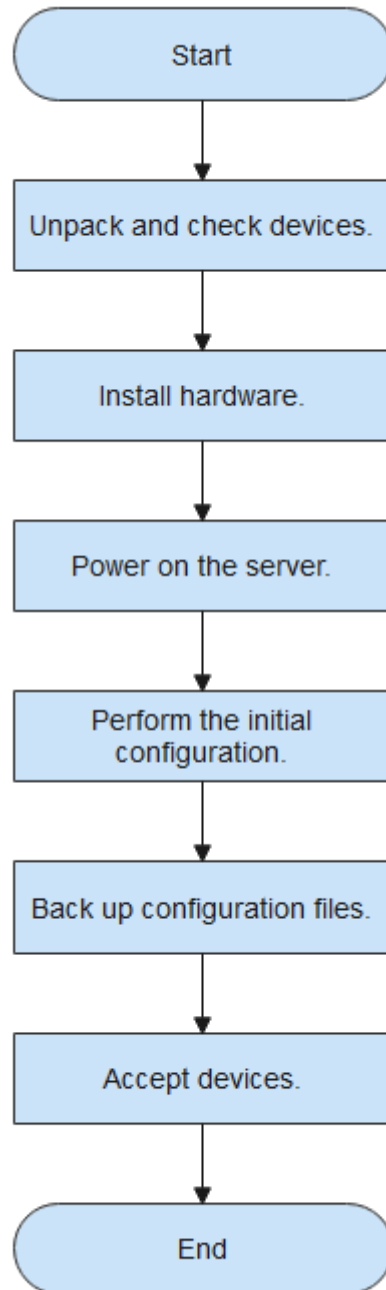 Start
Unpack and check devices.
Install hardware.
Power on the server.
Perform the initial
configuration.
Back up configuration files.
Accept devices.
End